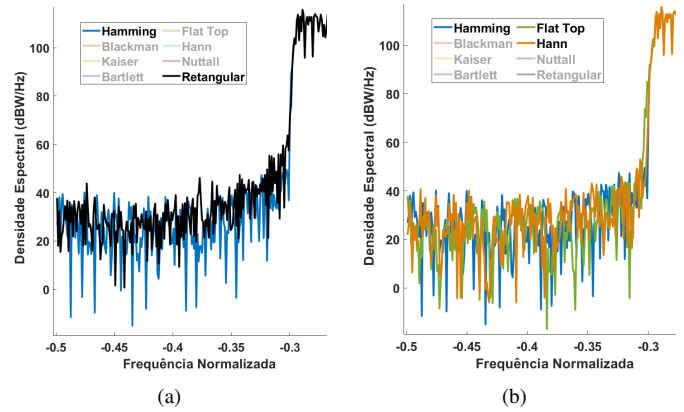 Hamming Flat Top
Blackman Hann
Kaiser Nuttall
Bartlett Retangular
100
80
60
40
20
0
-0.5 -0.45 -0.4 -0.35 -0.3
Densidade Espectral (dBW/Hz)
Frequência Normalizada
(a)
Hamming Flat Top
Blackman Hann
Kaiser Nuttall
Bartlett Retangular
100
80
60
40
20
0
-0.5 -0.45 -0.4 -0.35 -0.3
Densidade Espectral (dBW/Hz)
Frequência Normalizada
(b)